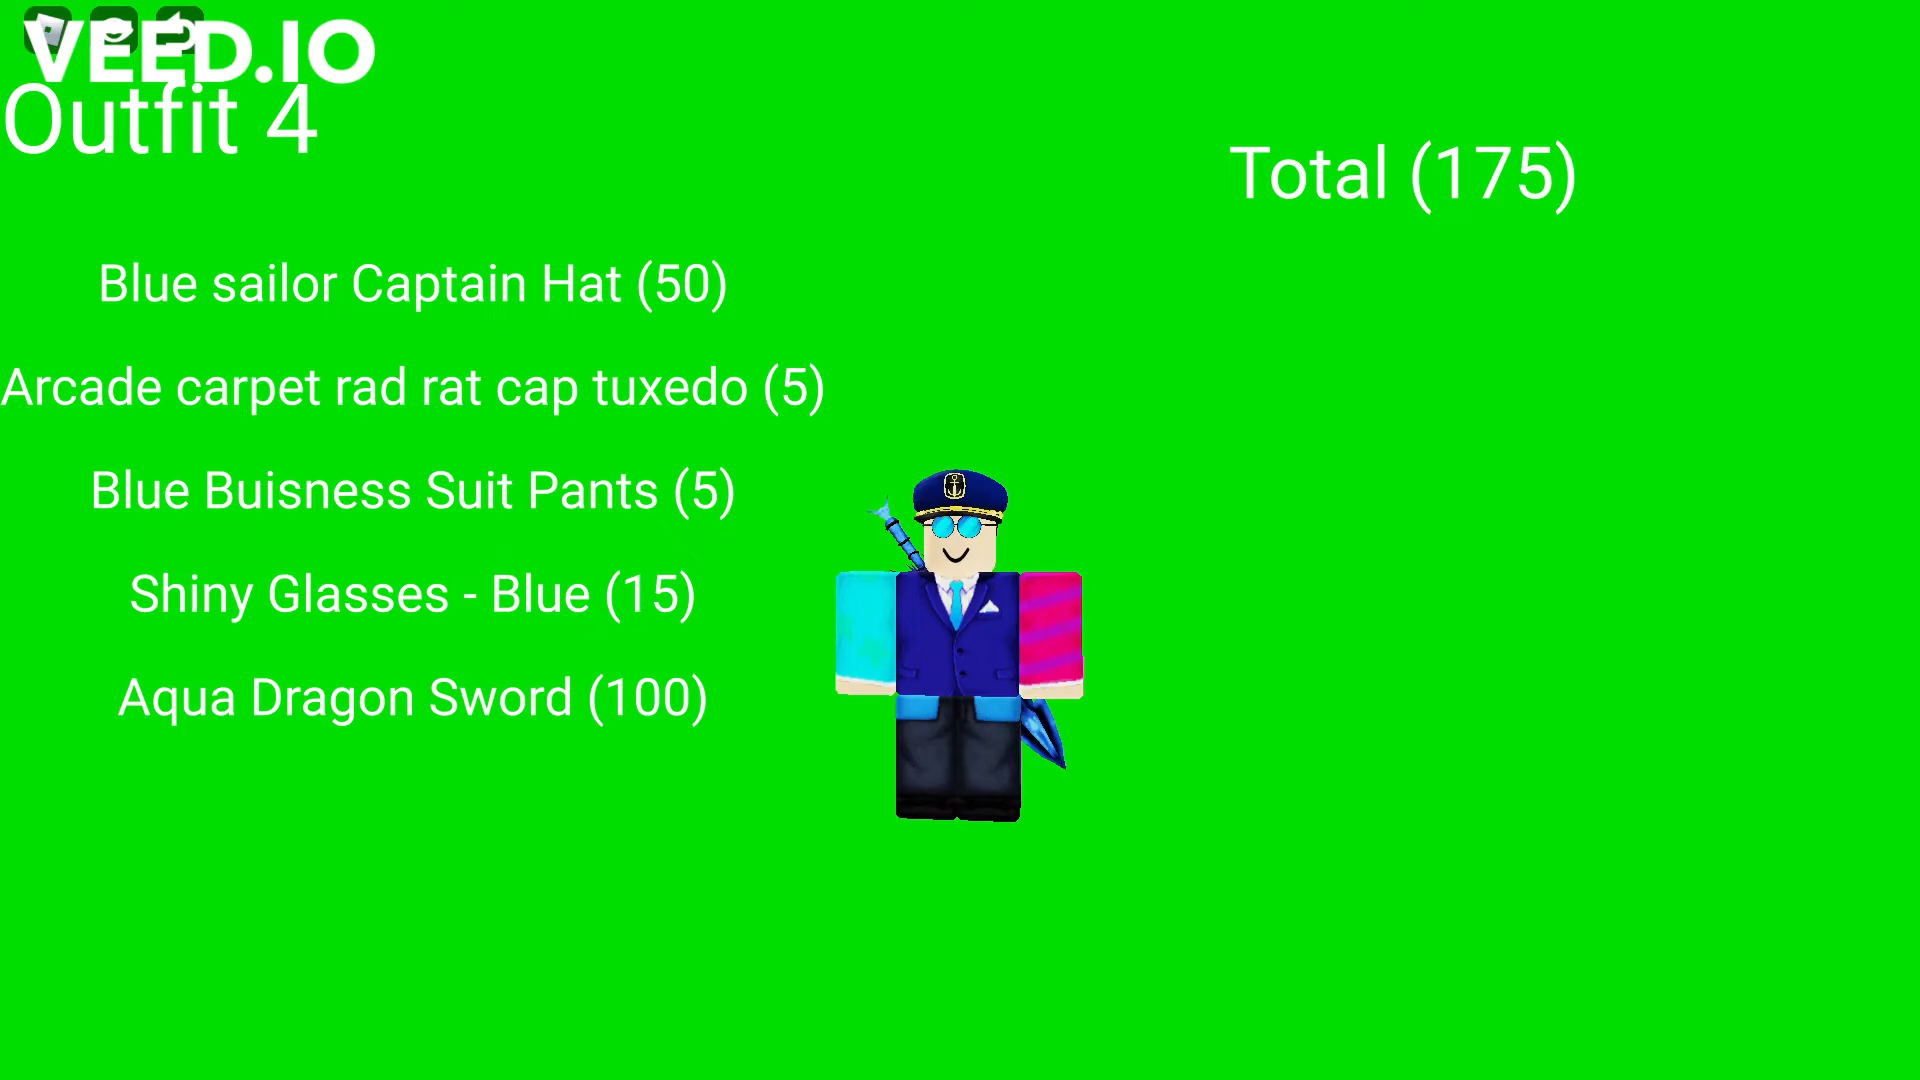 VEED.IO
Outfit 4
Total (175)
Blue sailor Captain Hat (50)
Arcade carpet rad rat cap tuxedo (5)
Blue Buisness Suit Pants (5)
Shiny Glasses - Blue (15)
Aqua Dragon Sword (100)